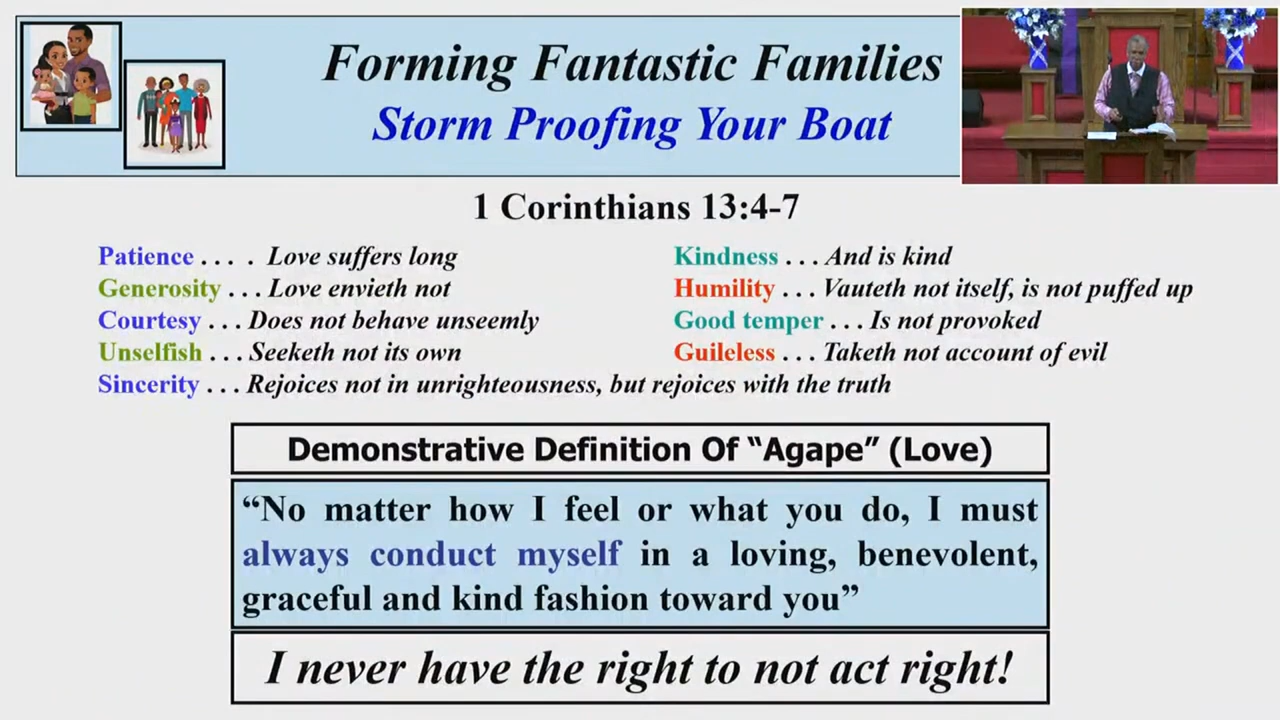 Forming Fantastic Families
Storm Proofing Your Boat
1 Corinthians 13:4-7
Patience . . . . Love suffers long
Kindness . . . And is kind
Generosity . . . Love envieth not
Humility . . . Vauteth not itself, is not puffed up
Courtesy . . . Does not behave unseemly
Good temper . . . Is not provoked
Unselfish . . . Seeketh not its own
Guileless . . . Taketh not account of evil
Sincerity . . . Rejoices not in unrighteousness, but rejoices with the truth
Demonstrative Definition Of “Agape” (Love)
“No matter how I feel or what you do, I must
always conduct myself in a loving, benevolent,
graceful and kind fashion toward you”
I never have the right to not act right!